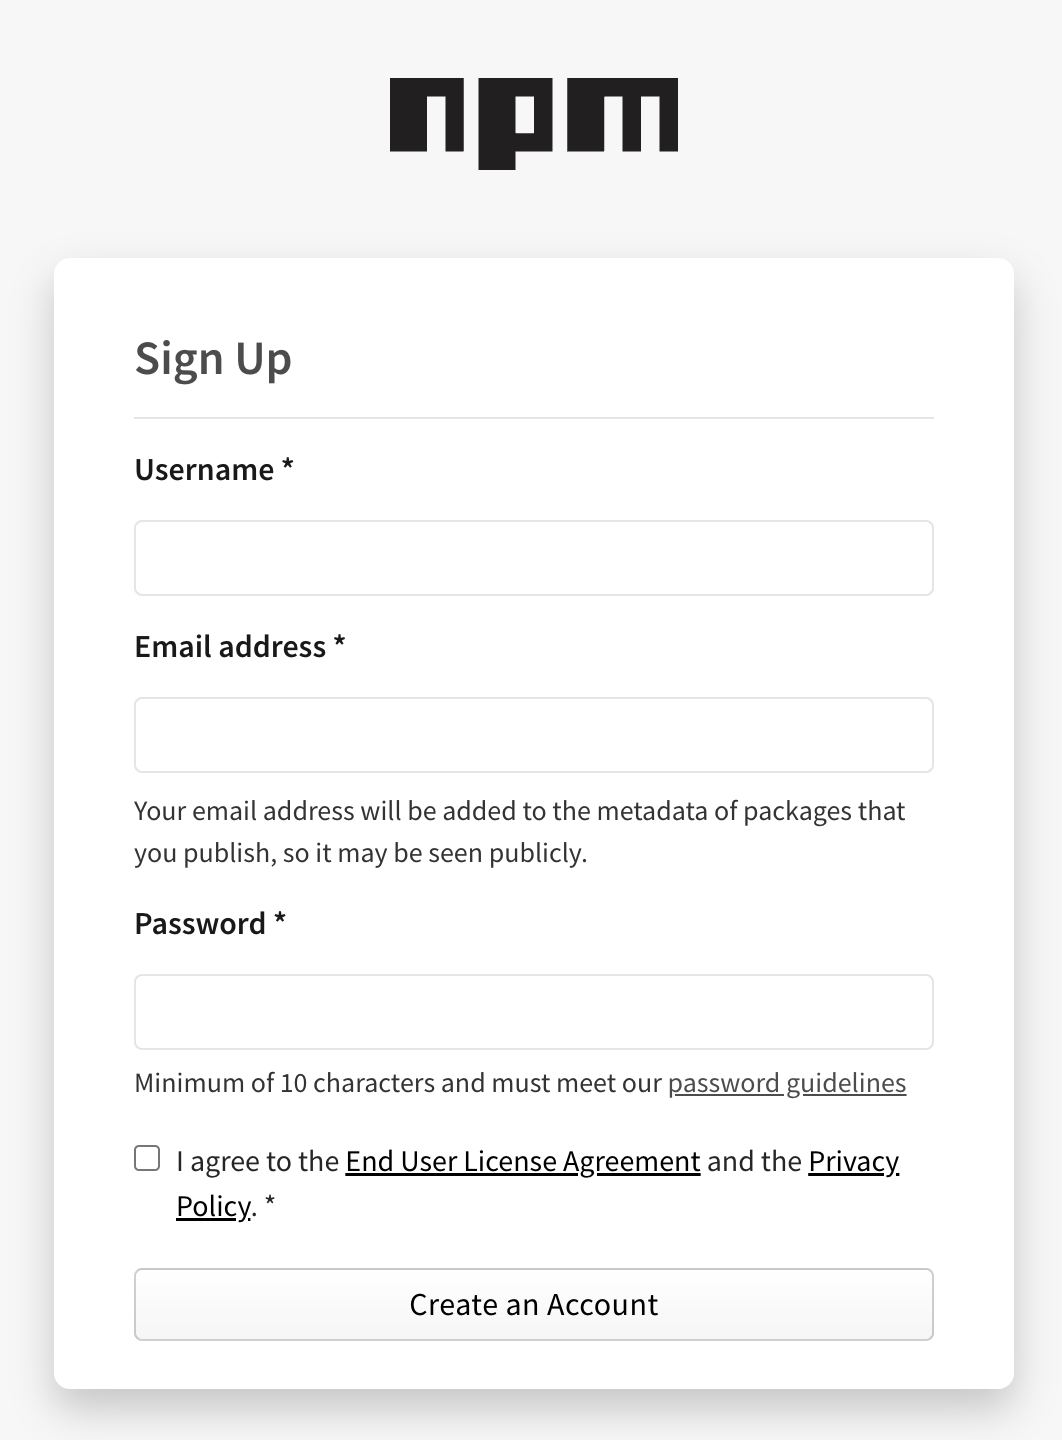 npm
Sign Up
Username *
Email address *
Your email address will be added to the metadata of packages that
you publish, so it may be seen publicly.
Password *
Minimum of 10 characters and must meet our password guidelines
I agree to the End User License Agreement and the Privacy
Policy. *
Create an Account